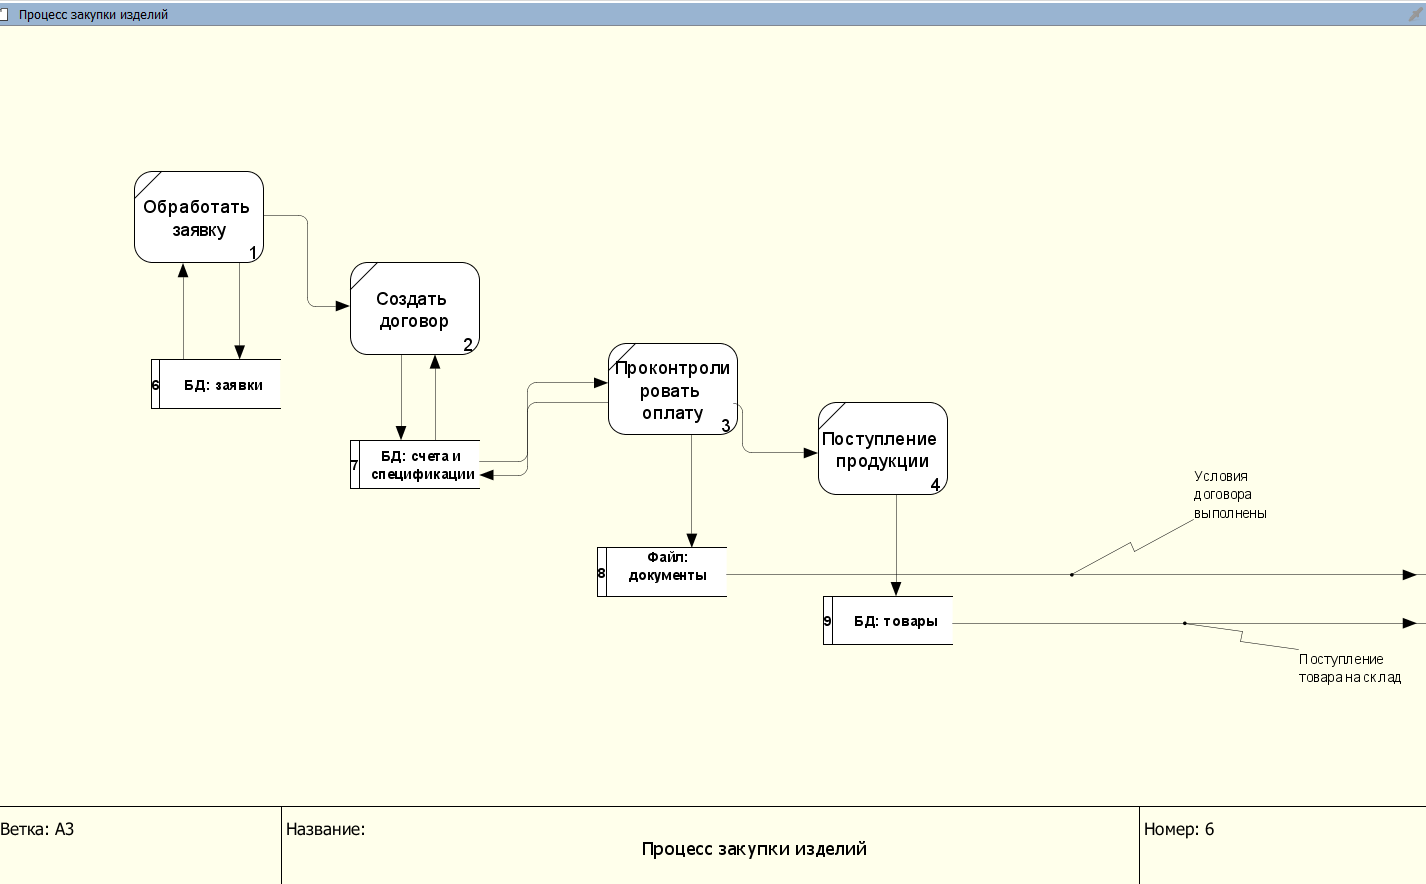 Процесс закупки изделий
Обработать
заявку
1
6
БД: заявки
Создать
договор
2
7
БД: счета и
спецификации
Проконтроли
ровать
оплату
3
8
Файл:
документы
Поступление
продукции
4
9
БД: товары
Условия
договора
выполнены
Поступление
товара на склад
Ветка: A3
Название:
Процесс закупки изделий
Номер: 6